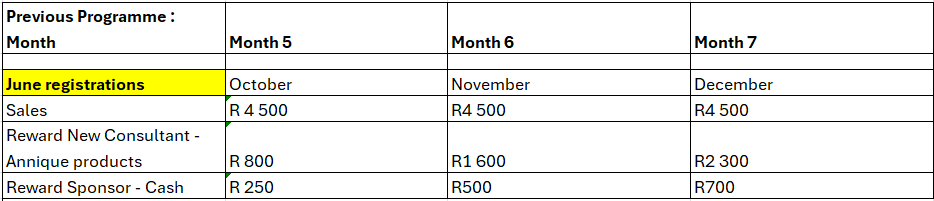 Previous Programme :
Month Month 5 Month 6 Month 7
June registrations October November December
Sales R 4 500 R4 500 R4 500
Reward New Consultant -
Annique products R 800 R1 600 R2 300
Reward Sponsor - Cash R 250 R500 R700